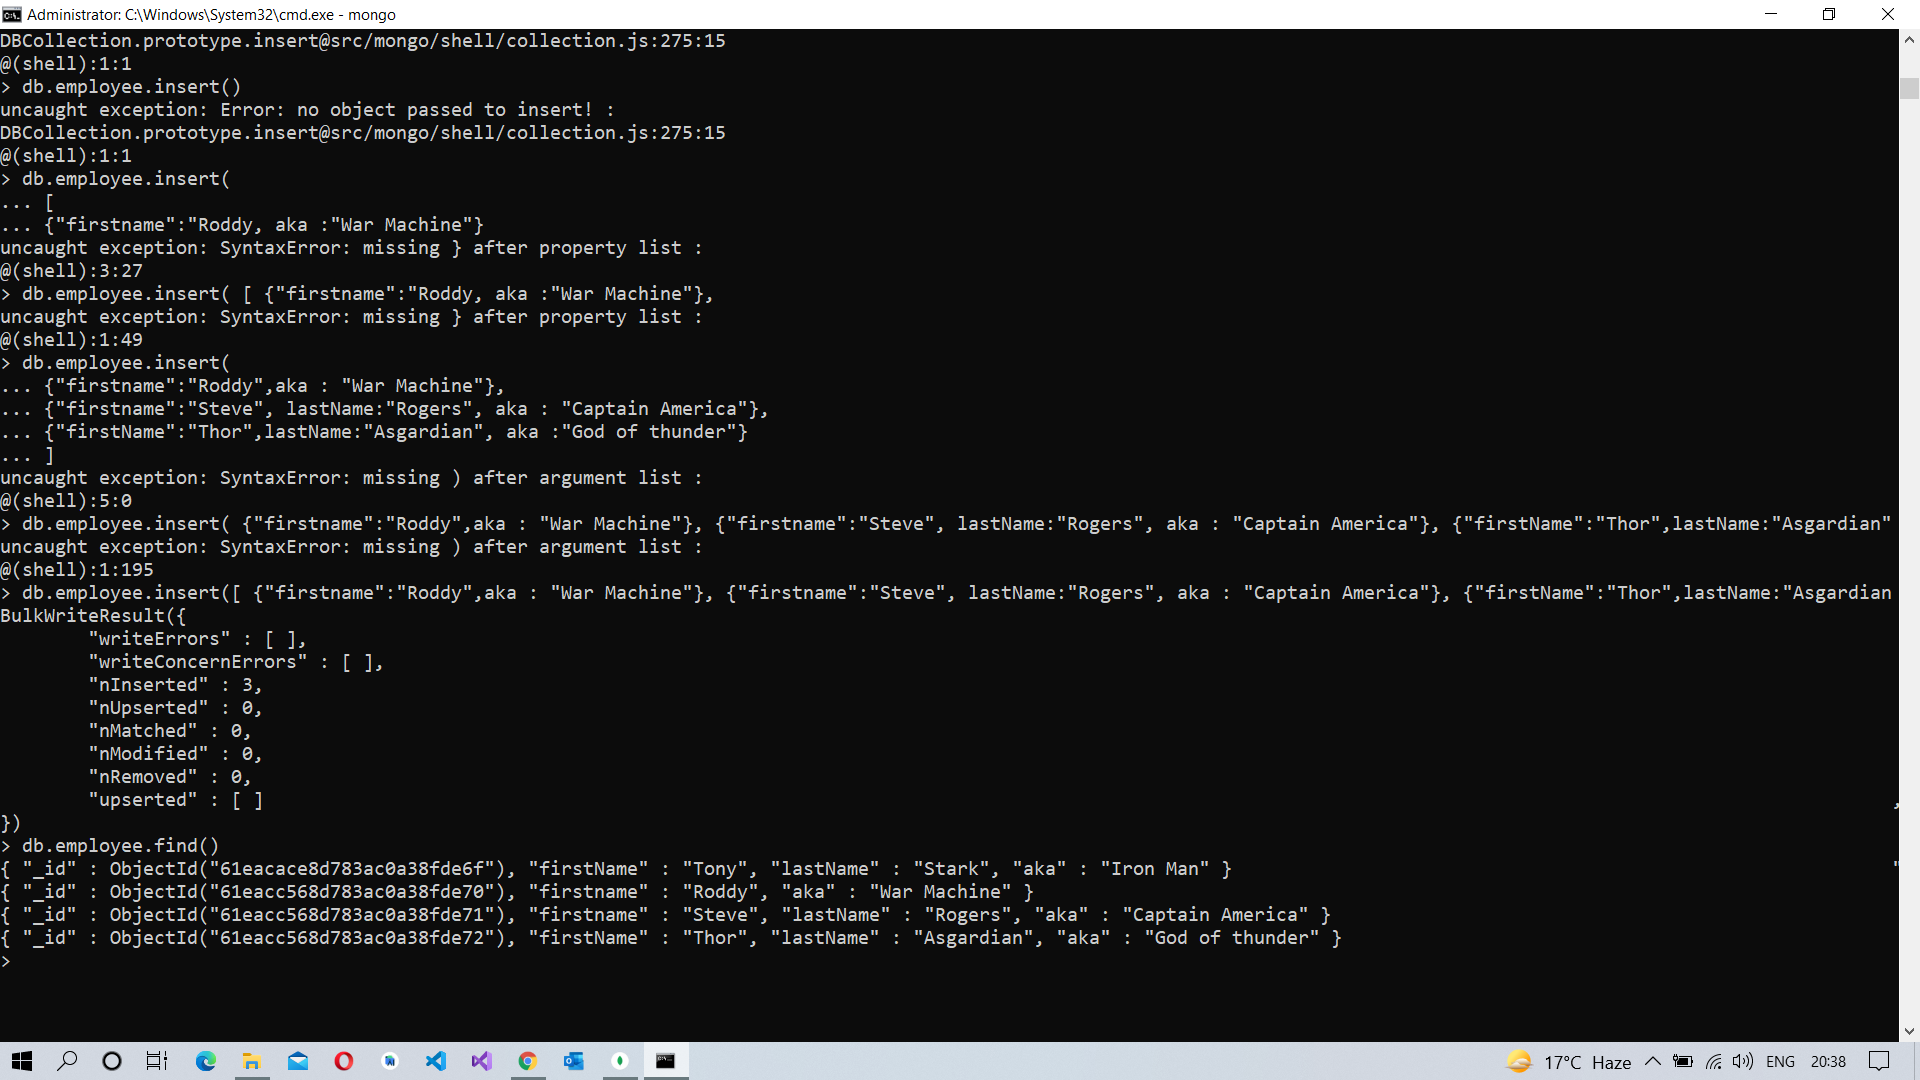 Administrator: C:\Windows\System32\cmd.exe - mongo
DBCollection.prototype.insert@src/mongo/shell/collection.js:275:15
@(shell):1:1
> db.employee.insert()
uncaught exception: Error: no object passed to insert! :
DBCollection.prototype.insert@src/mongo/shell/collection.js:275:15
@(shell):1:1
> db.employee.insert(
... [
... {"firstname":"Roddy, aka :"War Machine"}
uncaught exception: SyntaxError: missing } after property list :
@(shell):3:27
> db.employee.insert( [ {"firstname":"Roddy, aka :"War Machine"},
uncaught exception: SyntaxError: missing } after property list :
@(shell):1:49
> db.employee.insert(
... {"firstname":"Roddy",aka : "War Machine"},
... {"firstname":"Steve", lastName:"Rogers", aka : "Captain America"},
... {"firstName":"Thor",lastName:"Asgardian", aka :"God of thunder"}
... ]
uncaught exception: SyntaxError: missing ) after argument list :
@(shell):5:0
> db.employee.insert( {"firstname":"Roddy",aka : "War Machine"}, {"firstname":"Steve", lastName:"Rogers", aka : "Captain America"}, {"firstName":"Thor",lastName:"Asgardian"
uncaught exception: SyntaxError: missing ) after argument list :
@(shell):1:195
> db.employee.insert([ {"firstname":"Roddy",aka : "War Machine"}, {"firstname":"Steve", lastName:"Rogers", aka : "Captain America"}, {"firstName":"Thor",lastName:"Asgardian
BulkWriteResult({
"writeErrors" : [ ],
"writeConcernErrors" : [ ],
"nInserted" : 3,
"nUpserted" : 0,
"nMatched" : 0,
"nModified" : 0,
"nRemoved" : 0,
"upserted" : [ ]
})
> db.employee.find()
{ "_id" : ObjectId("61eacace8d783ac0a38fde6f"), "firstName" : "Tony", "lastName" : "Stark", "aka" : "Iron Man" }
{ "_id" : ObjectId("61eacc568d783ac0a38fde70"), "firstname" : "Roddy", "aka" : "War Machine" }
{ "_id" : ObjectId("61eacc568d783ac0a38fde71"), "firstname" : "Steve", "lastName" : "Rogers", "aka" : "Captain America" }
{ "_id" : ObjectId("61eacc568d783ac0a38fde72"), "firstName" : "Thor", "lastName" : "Asgardian", "aka" : "God of thunder" }
>
17°C Haze ENG 20:38